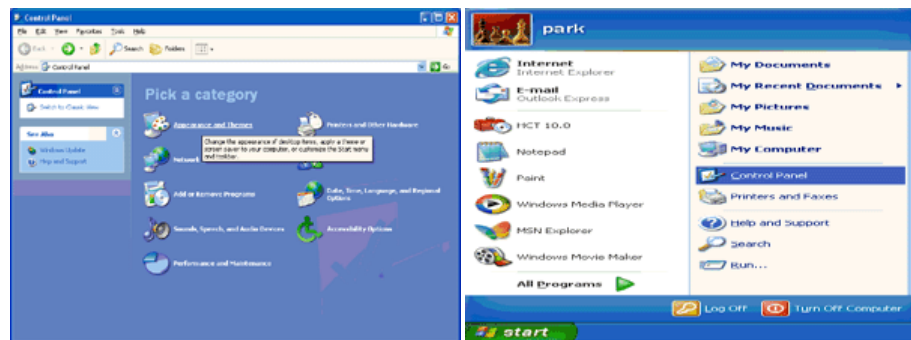 Control Panel
File Edit View Favorites Tools Help
Back Search Folders
Address Control Panel Go
Control Panel
Switch to Classic View
See Also
Windows Update
Help and Support
Pick a category
Appearance and Themes
Printers and Other Hardware
Change the appearance of desktop items, apply a theme or
screen saver to your computer, or customize the Start menu
and taskbar.
Network
Add or Remove Programs
Date, Time, Language, and Regional
Options
Sounds, Speech, and Audio Devices
Accessibility Options
Performance and Maintenance
park
Internet
Internet Explorer
E-mail
Outlook Express
HCT 10.0
Notepad
Paint
Windows Media Player
MSN Explorer
Windows Movie Maker
All Programs
My Documents
My Recent Documents
My Pictures
My Music
My Computer
Control Panel
Printers and Faxes
Help and Support
Search
Run...
Log Off Turn Off Computer
start